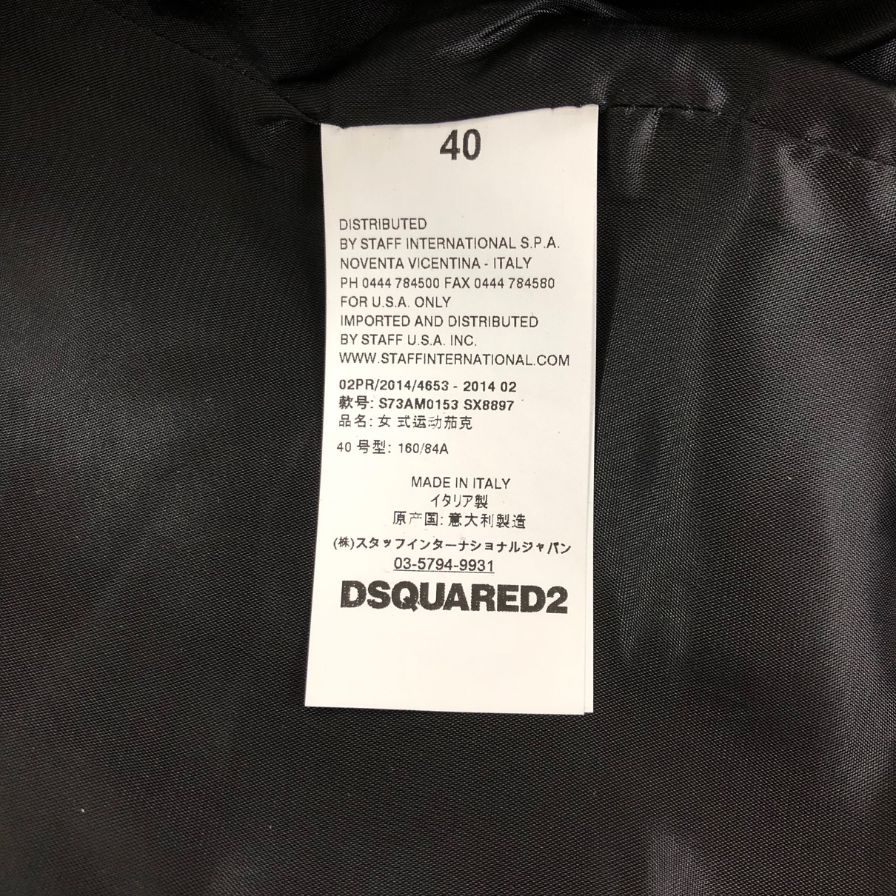 40
DISTRIBUTED
BY STAFF INTERNATIONAL S.P.A.
NOVENTA VICENTINA - ITALY
PH 0444 784500 FAX 0444 784580
FOR U.S.A. ONLY
IMPORTED AND DISTRIBUTED
BY STAFF U.S.A. INC.
WWW.STAFFINTERNATIONAL.COM
02PR/2014/4653 - 2014 02
款号: S73AM0153 SX8897
品名: 女式运动茄克
40 号型: 160/84A
MADE IN ITALY
イタリア製
原产国: 意大利製造
(株)スタッフインターナショナルジャパン
03-5794-9931
DSQUARED2